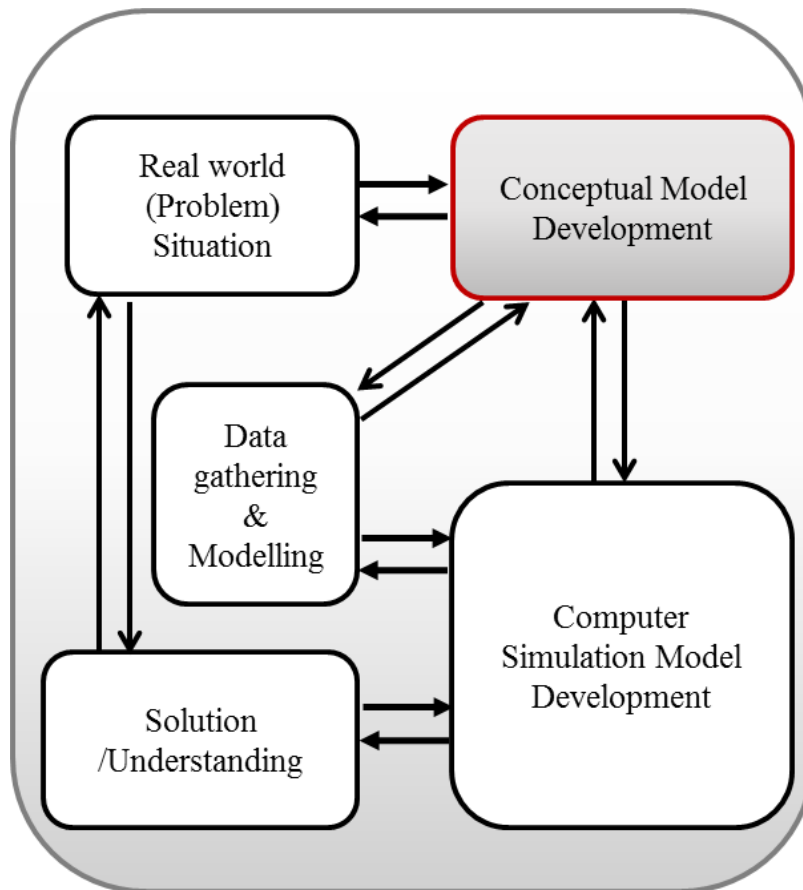 Real world
(Problem)
Situation
Conceptual Model
Development
Data
gathering
&
Modelling
Computer
Simulation Model
Development
Solution
/Understanding